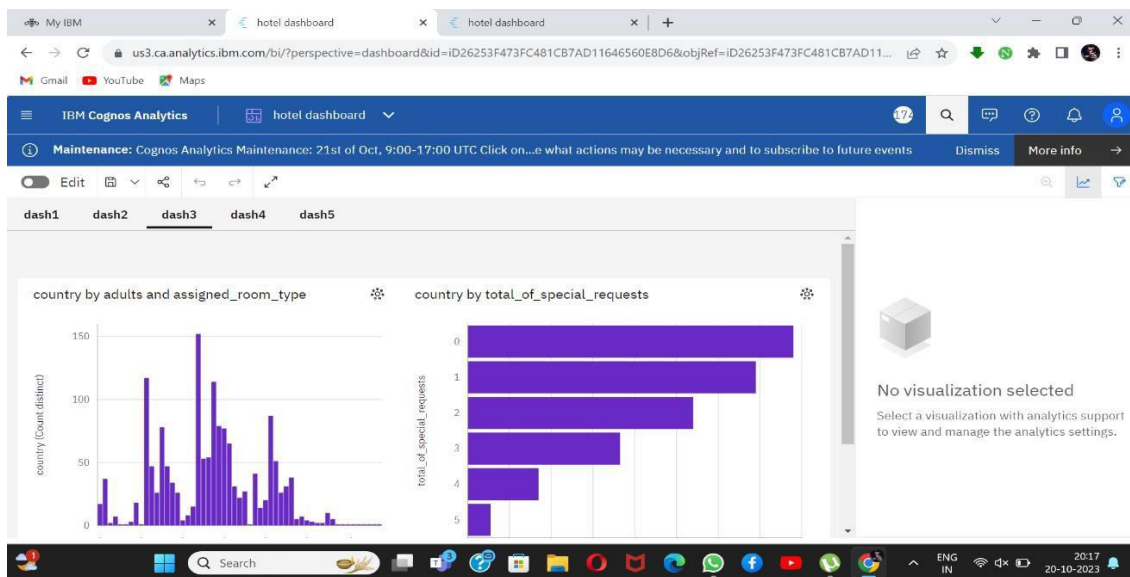 My IBM
hotel dashboard
hotel dashboard
us3.ca.analytics.ibm.com/bi/?perspective=dashboard&id=iD26253F473FC481CB7AD11646560E8D6&objRef=iD26253F473FC481CB7AD11...
Gmail YouTube Maps
IBM Cognos Analytics hotel dashboard 174
Maintenance: Cognos Analytics Maintenance: 21st of Oct, 9:00-17:00 UTC Click on...e what actions may be necessary and to subscribe to future events Dismiss More info
Edit
dash1 dash2 dash3 dash4 dash5
country by adults and assigned_room_type
150
100
50
0
country (Count distinct)
country by total_of_special_requests
0
1
2
3
4
5
total_of_special_requests
No visualization selected
Select a visualization with analytics support
to view and manage the analytics settings.
1
Search
3
ENG
IN
20:17
20-10-2023